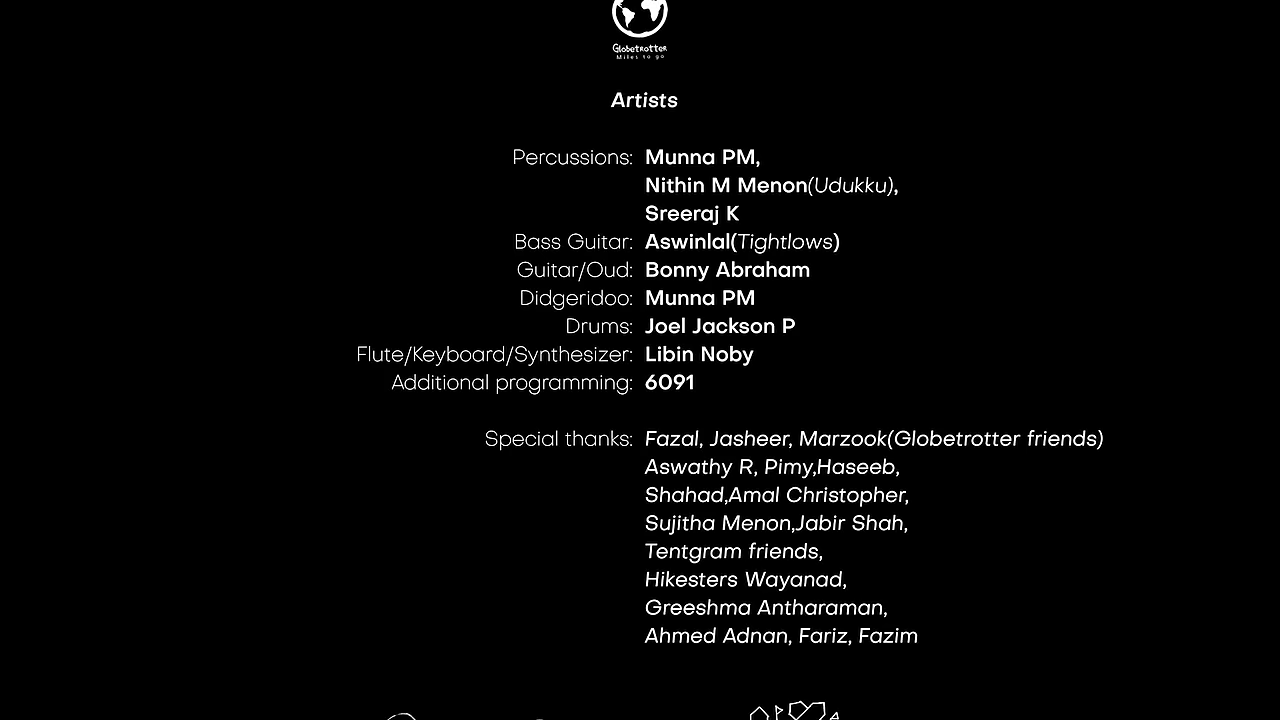 Globetrotter
Miles to go
Artists
Percussions: Munna PM,
Nithin M Menon(Udukku),
Sreeraj K
Bass Guitar: Aswinlal(Tightlows)
Guitar/Oud: Bonny Abraham
Didgeridoo: Munna PM
Drums: Joel Jackson P
Flute/Keyboard/Synthesizer: Libin Noby
Additional programming: 6091
Special thanks: Fazal, Jasheer, Marzook(Globetrotter friends)
Aswathy R, Pimy,Haseeb,
Shahad,Amal Christopher,
Sujitha Menon,Jabir Shah,
Tentgram friends,
Hikesters Wayanad,
Greeshma Antharaman,
Ahmed Adnan, Fariz, Fazim